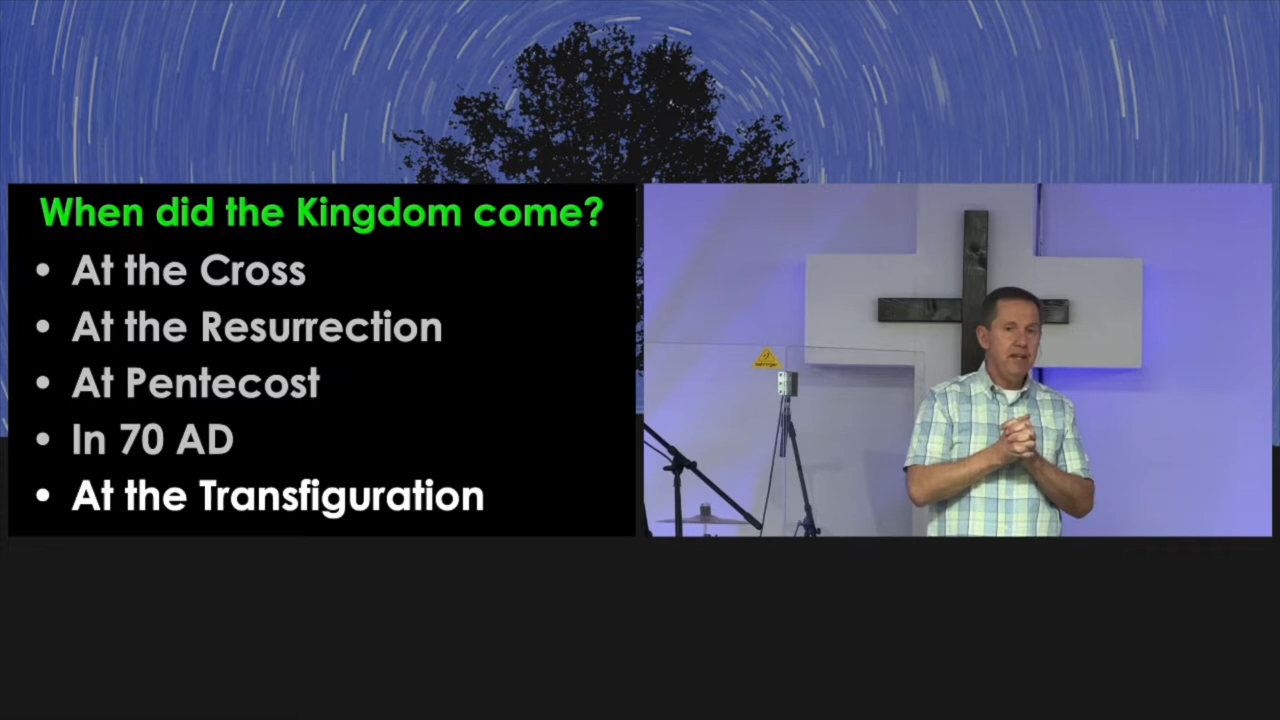 When did the Kingdom come?
• At the Cross
• At the Resurrection
• At Pentecost
• In 70 AD
• At the Transfiguration